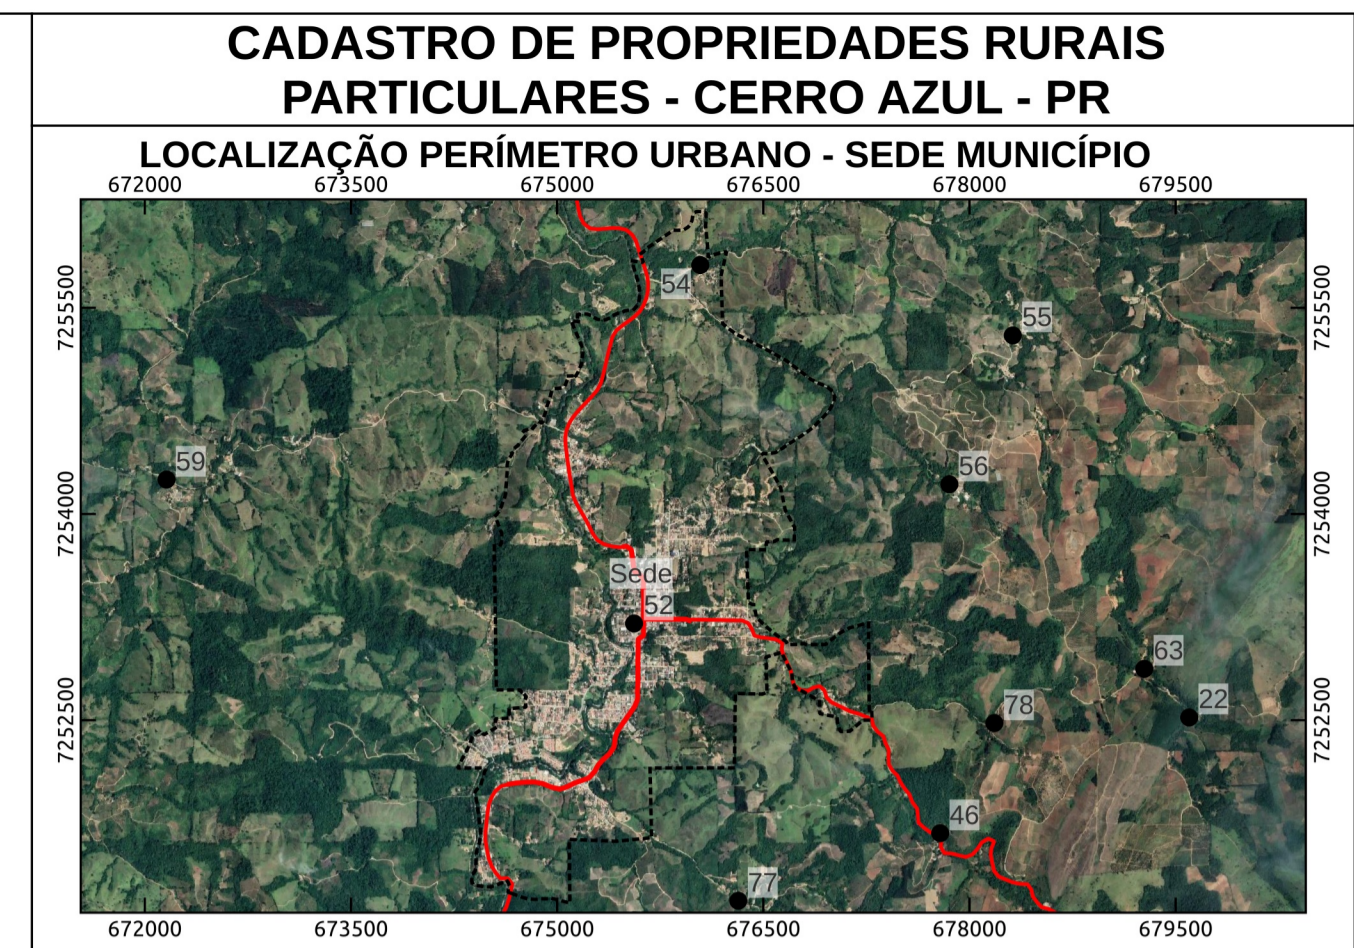 CADASTRO DE PROPRIEDADES RURAIS
PARTICULARES - CERRO AZUL - PR
LOCALIZAÇÃO PERÍMETRO URBANO - SEDE MUNICÍPIO
672000 673500 675000 676500 678000 679500
7255500 7255500
54
55
59
56
7254000 7254000
Sede
52
63
22
78
7252500 7252500
46
77
672000 673500 675000 676500 678000 679500